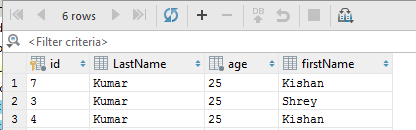 6 rows
DB
<Filter criteria>
id LastName age firstName
1 7 Kumar 25 Kishan
2 3 Kumar 25 Shrey
3 4 Kumar 25 Kishan